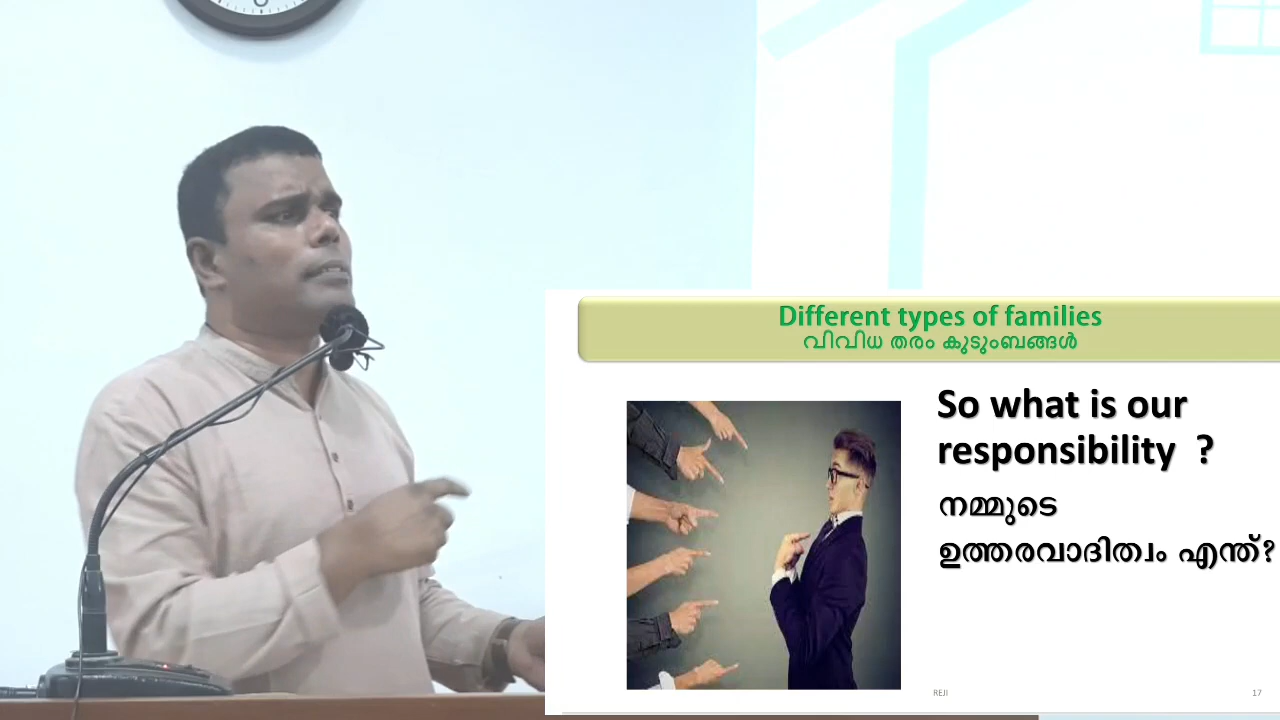 Different types of families
വിവിധ തരം കുടുംബങ്ങൾ
So what is our
responsibility ?
നമ്മുടെ
ഉത്തരവാദിത്വം എന്ത്?
REJI
17